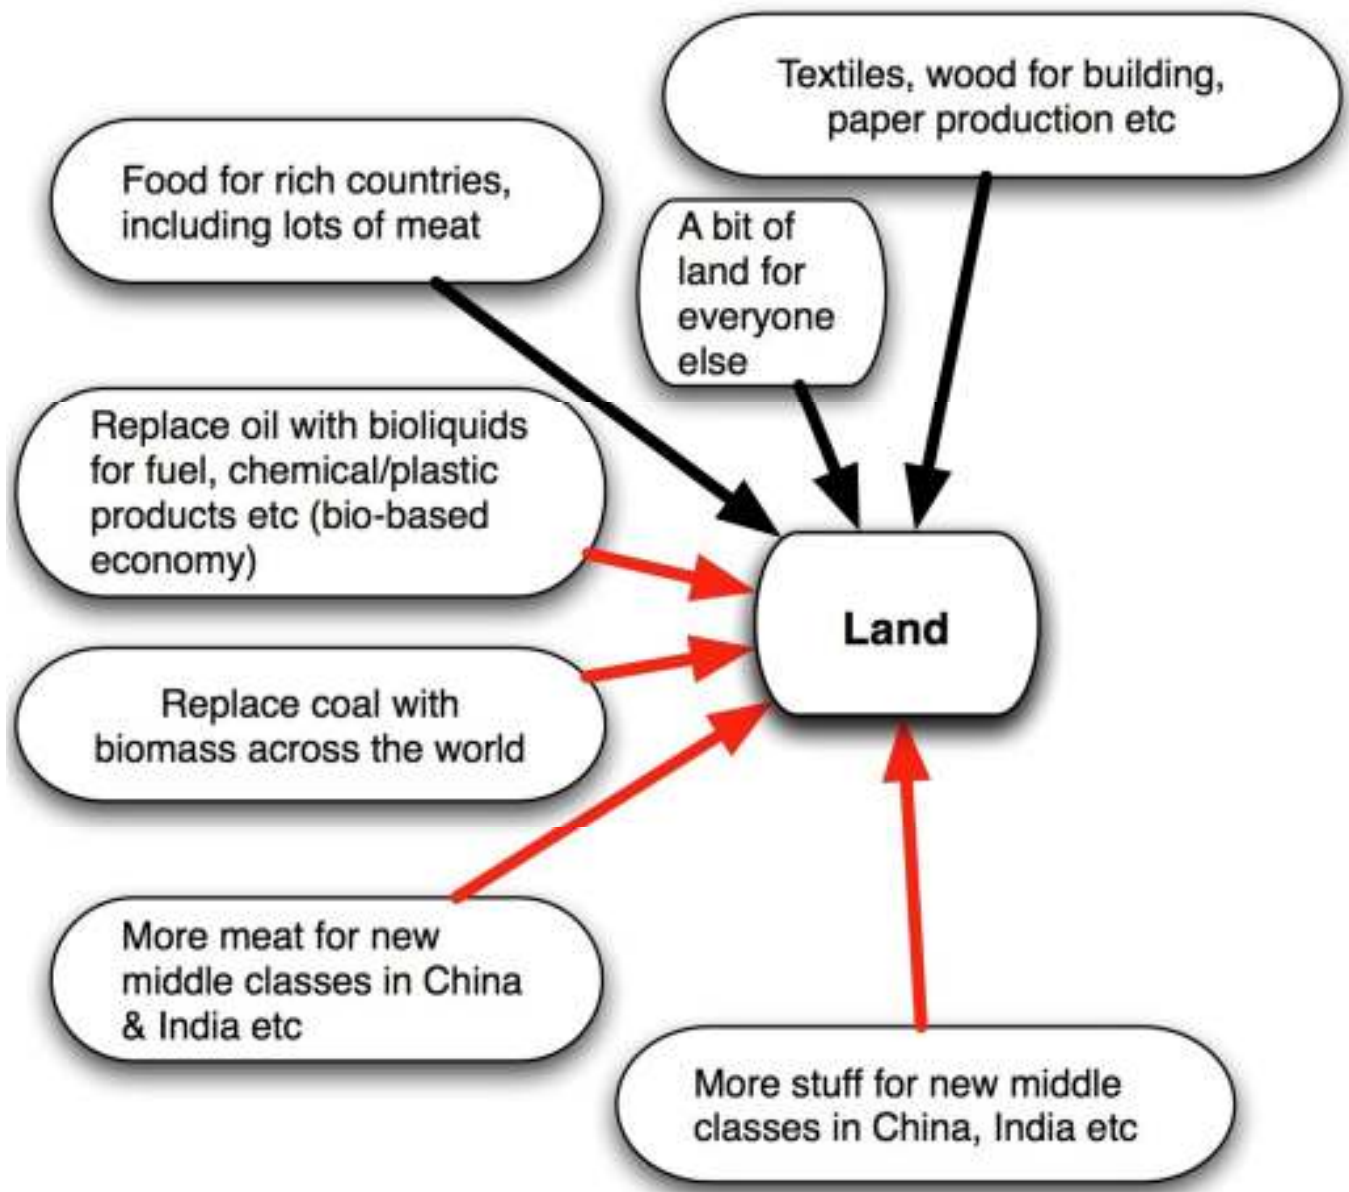 Textiles, wood for building,
paper production etc
Food for rich countries,
including lots of meat
A bit of
land for
everyone
else
Replace oil with bioliquids
for fuel, chemical/plastic
products etc (bio-based
economy)
Land
Replace coal with
biomass across the world
More meat for new
middle classes in China
& India etc
More stuff for new middle
classes in China, India etc